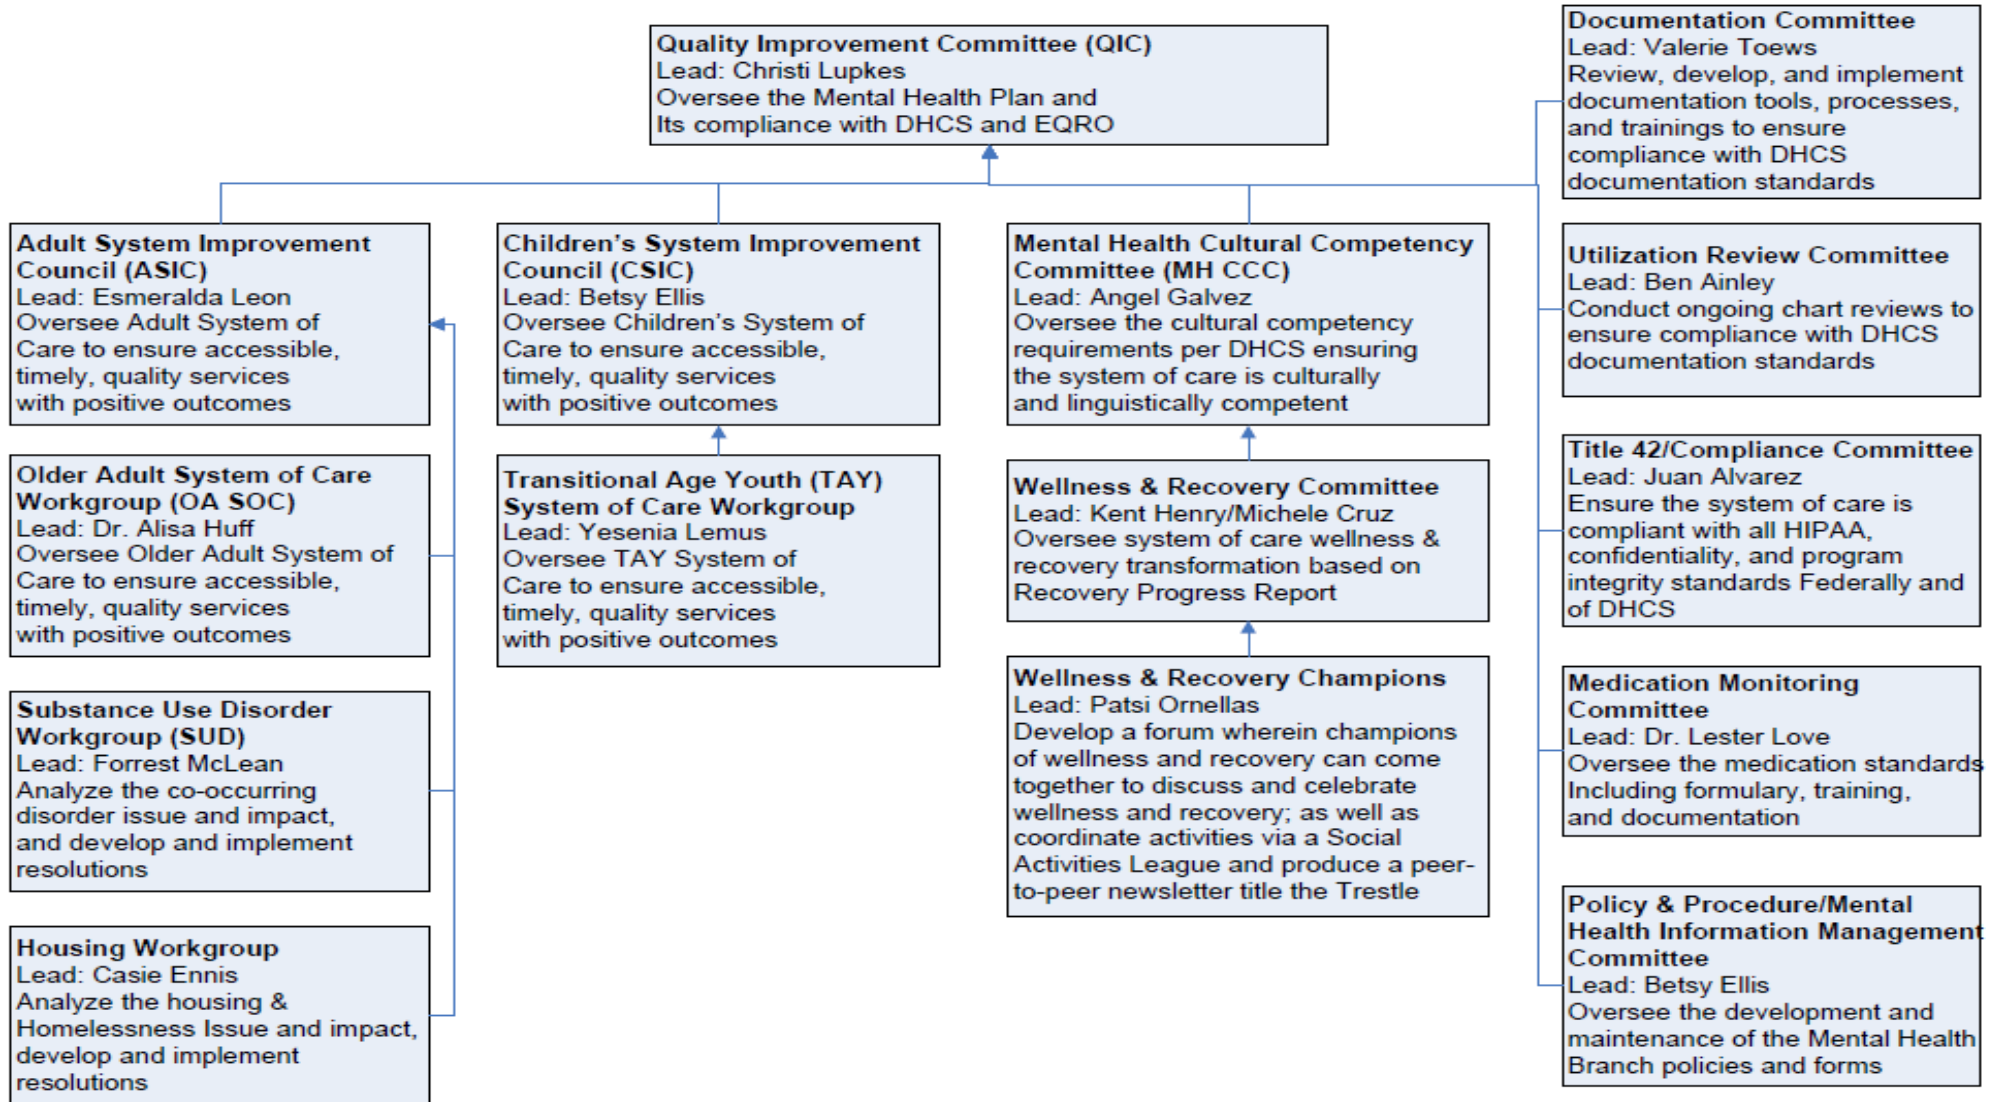 Quality Improvement Committee (QIC)
Lead: Christi Lupkes
Oversee the Mental Health Plan and
Its compliance with DHCS and EQRO
Adult System Improvement
Council (ASIC)
Lead: Esmeralda Leon
Oversee Adult System of
Care to ensure accessible,
timely, quality services
with positive outcomes
Older Adult System of Care
Workgroup (OA SOC)
Lead: Dr. Alisa Huff
Oversee Older Adult System of
Care to ensure accessible,
timely, quality services
with positive outcomes
Substance Use Disorder
Workgroup (SUD)
Lead: Forrest McLean
Analyze the co-occurring
disorder issue and impact,
and develop and implement
resolutions
Housing Workgroup
Lead: Casie Ennis
Analyze the housing &
Homelessness Issue and impact,
develop and implement
resolutions
Children's System Improvement
Council (CSIC)
Lead: Betsy Ellis
Oversee Children's System of
Care to ensure accessible,
timely, quality services
with positive outcomes
Transitional Age Youth (TAY)
System of Care Workgroup
Lead: Yesenia Lemus
Oversee TAY System of
Care to ensure accessible,
timely, quality services
with positive outcomes
Mental Health Cultural Competency
Committee (MH CCC)
Lead: Angel Galvez
Oversee the cultural competency
requirements per DHCS ensuring
the system of care is culturally
and linguistically competent
Wellness & Recovery Committee
Lead: Kent Henry/Michele Cruz
Oversee system of care wellness &
recovery transformation based on
Recovery Progress Report
Wellness & Recovery Champions
Lead: Patsi Ornellas
Develop a forum wherein champions
of wellness and recovery can come
together to discuss and celebrate
wellness and recovery; as well as
coordinate activities via a Social
Activities League and produce a peer-
to-peer newsletter title the Trestle
Documentation Committee
Lead: Valerie Toews
Review, develop, and implement
documentation tools, processes,
and trainings to ensure
compliance with DHCS
documentation standards
Utilization Review Committee
Lead: Ben Ainley
Conduct ongoing chart reviews to
ensure compliance with DHCS
documentation standards
Title 42/Compliance Committee
Lead: Juan Alvarez
Ensure the system of care is
compliant with all HIPAA,
confidentiality, and program
integrity standards Federally and
of DHCS
Medication Monitoring
Committee
Lead: Dr. Lester Love
Oversee the medication standards
Including formulary, training,
and documentation
Policy & Procedure/Mental
Health Information Management
Committee
Lead: Betsy Ellis
Oversee the development and
maintenance of the Mental Health
Branch policies and forms